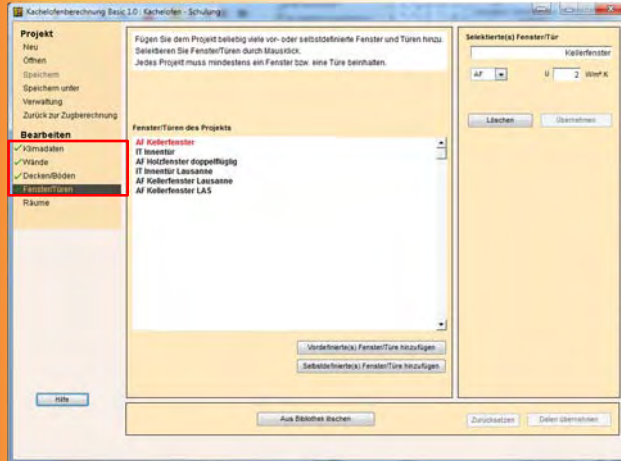 Kachelofenberechnung Basic 1.0 : Kachelofen - Schulung
Projekt
Neu
Öffnen
Speichern
Speichern unter
Verwaltung
Zurück zur Zugberechnung
Bearbeiten
Klimadaten
Wände
Decken/Böden
Fenster/Türen
Räume
Hilfe
Fügen Sie dem Projekt beliebig viele vor- oder selbstdefinierte Fenster und Türen hinzu.
Selektieren Sie Fenster/Türen durch Mausklick.
Jedes Projekt muss mindestens ein Fenster bzw. eine Türe beinhalten.
Fenster/Türen des Projekts
AF Kellerfenster
IT Innentür
AF Holzfenster doppelflüglig
IT Innentür Lausanne
AF Kellerfenster Lausanne
AF Kellerfenster LAS
Vordefinierte(s) Fenster/Türe hinzufügen
Selbstdefinierte(s) Fenster/Türe hinzufügen
Selektierte(s) Fenster/Tür
Kellerfenster
AF U 2 W/m² K
Löschen Übernehmen
Aus Bibliothek löschen Zurücksetzen Daten übernehmen